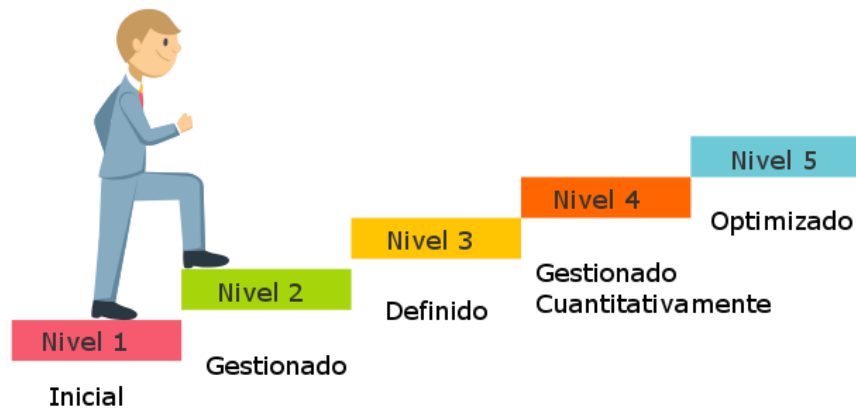 Nivel 1
Inicial
Nivel 2
Gestionado
Nivel 3
Definido
Nivel 4
Gestionado
Cuantitativamente
Nivel 5
Optimizado